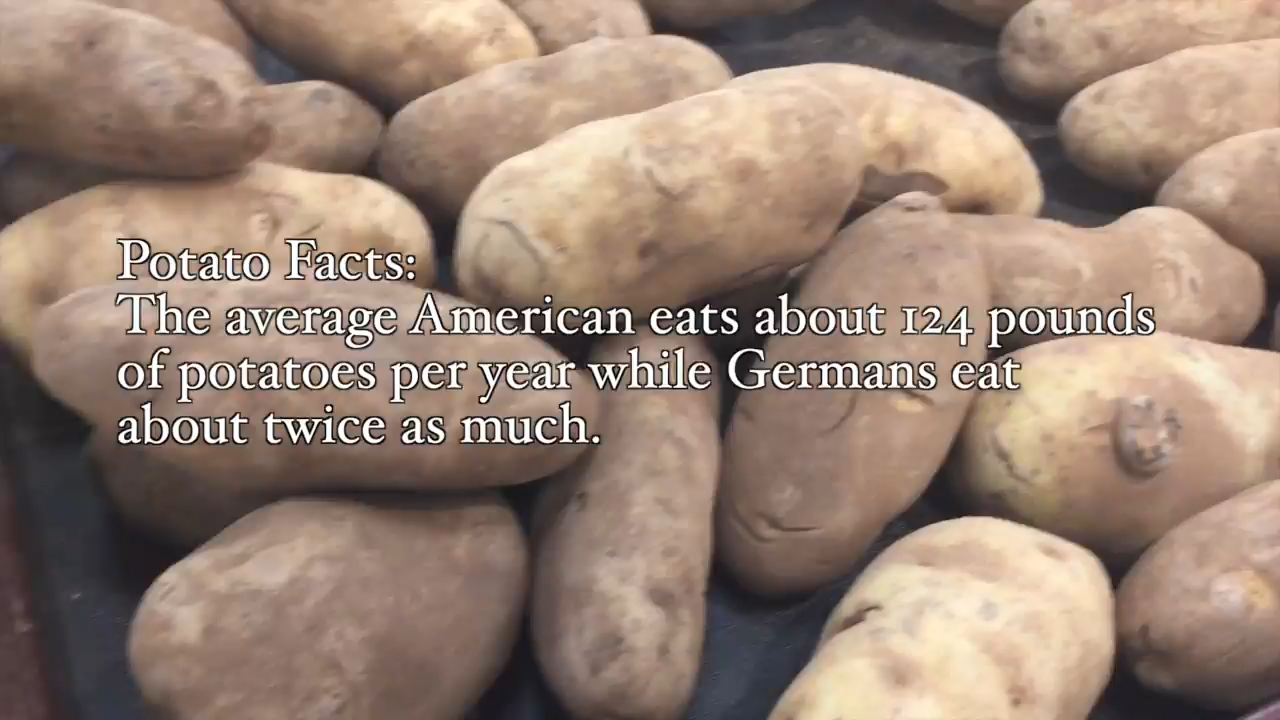 Potato Facts:
The average American eats about 124 pounds
of potatoes per year while Germans eat
about twice as much.